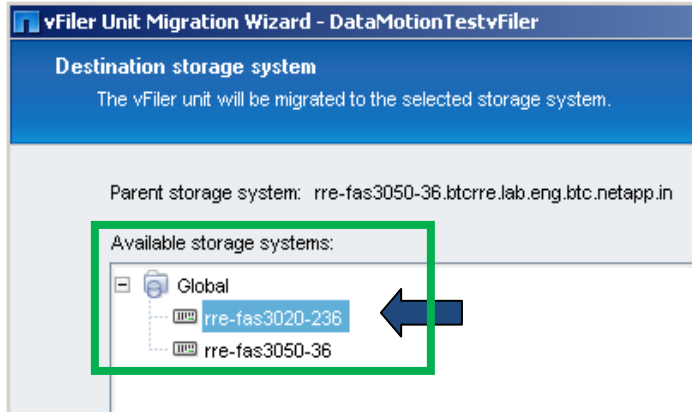 vFiler Unit Migration Wizard - DataMotionTestvFiler
Destination storage system
The vFiler unit will be migrated to the selected storage system.
Parent storage system: rre-fas3050-36.btcrre.lab.eng.btc.netapp.in
Available storage systems:
Global
rre-fas3020-236
rre-fas3050-36